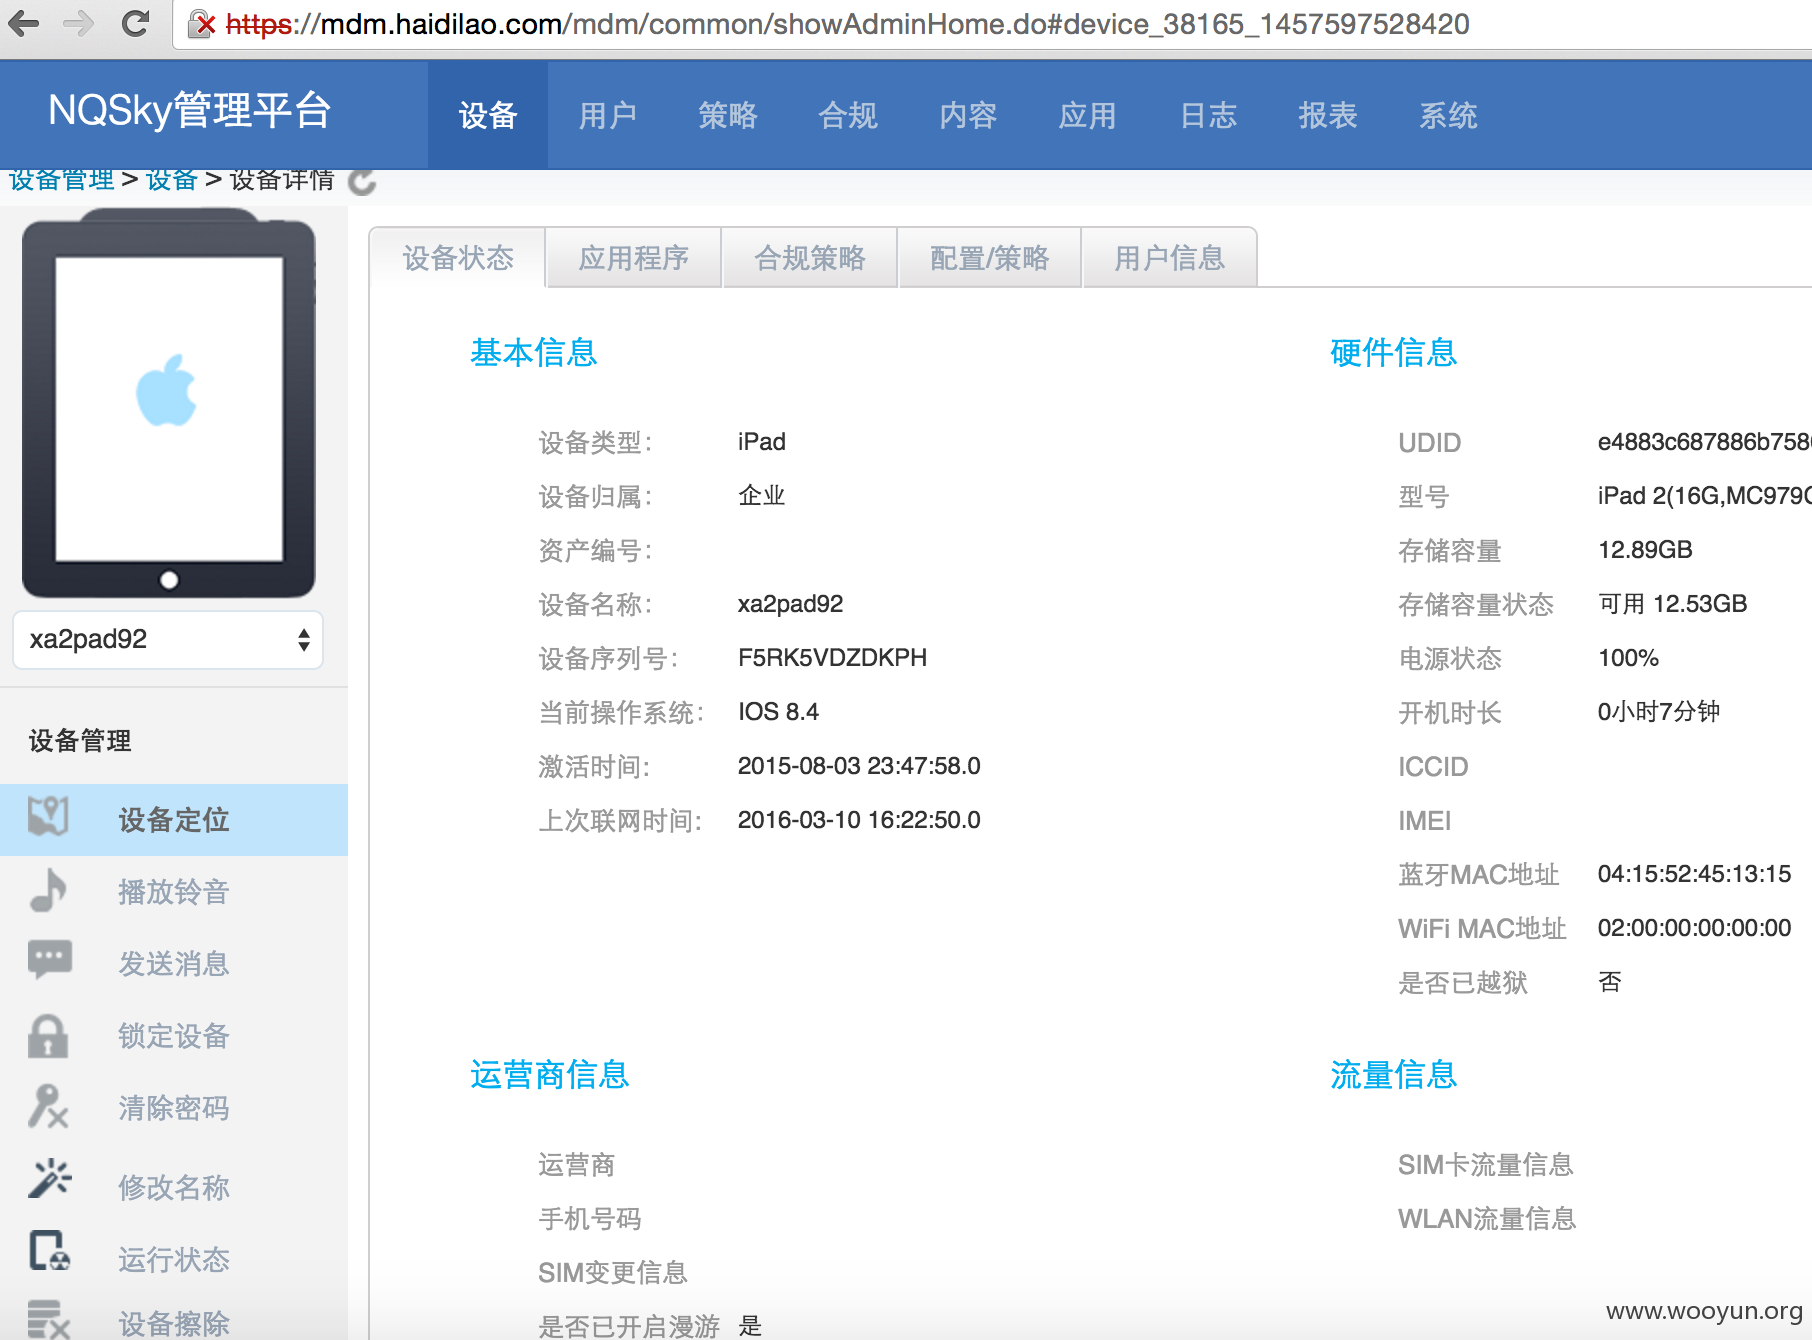 https://mdm.haidilao.com/mdm/common/showAdminHome.do#device_38165_1457597528420
NQSky管理平台
设备 用户 策略 合规 内容 应用 日志 报表 系统
设备管理 > 设备 > 设备详情
设备状态 应用程序 合规策略 配置/策略 用户信息
xa2pad92
设备管理
设备定位
播放铃音
发送消息
锁定设备
清除密码
修改名称
运行状态
设备擦除
基本信息
设备类型: iPad
设备归属: 企业
资产编号:
设备名称: xa2pad92
设备序列号: F5RK5VDZDKPH
当前操作系统: IOS 8.4
激活时间: 2015-08-03 23:47:58.0
上次联网时间: 2016-03-10 16:22:50.0
硬件信息
UDID e4883c687886b758
型号 iPad 2(16G,MC979
存储容量 12.89GB
存储容量状态 可用 12.53GB
电源状态 100%
开机时长 0小时7分钟
ICCID
IMEI
蓝牙MAC地址 04:15:52:45:13:15
WiFi MAC地址 02:00:00:00:00:00
是否已越狱 否
运营商信息
运营商
手机号码
SIM变更信息
是否已开启漫游 是
流量信息
SIM卡流量信息
WLAN流量信息
www.wooyun.org